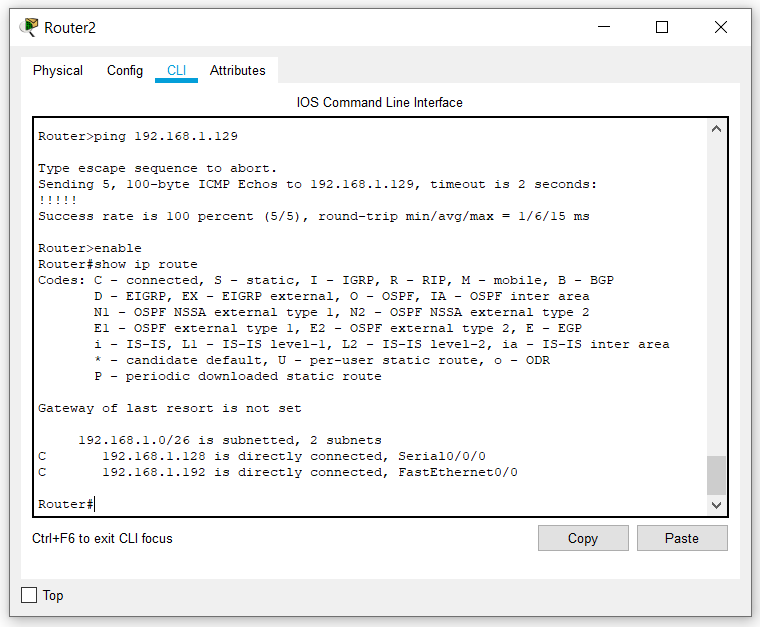 Router2
Physical Config CLI Attributes
IOS Command Line Interface
Router>ping 192.168.1.129
Type escape sequence to abort.
Sending 5, 100-byte ICMP Echos to 192.168.1.129, timeout is 2 seconds:
!!!!!
Success rate is 100 percent (5/5), round-trip min/avg/max = 1/6/15 ms
Router>enable
Router#show ip route
Codes: C - connected, S - static, I - IGRP, R - RIP, M - mobile, B - BGP
D - EIGRP, EX - EIGRP external, O - OSPF, IA - OSPF inter area
N1 - OSPF NSSA external type 1, N2 - OSPF NSSA external type 2
E1 - OSPF external type 1, E2 - OSPF external type 2, E - EGP
i - IS-IS, L1 - IS-IS level-1, L2 - IS-IS level-2, ia - IS-IS inter area
* - candidate default, U - per-user static route, o - ODR
P - periodic downloaded static route
Gateway of last resort is not set
192.168.1.0/26 is subnetted, 2 subnets
C 192.168.1.128 is directly connected, Serial0/0/0
C 192.168.1.192 is directly connected, FastEthernet0/0
Router#
Ctrl+F6 to exit CLI focus
Copy Paste
Top